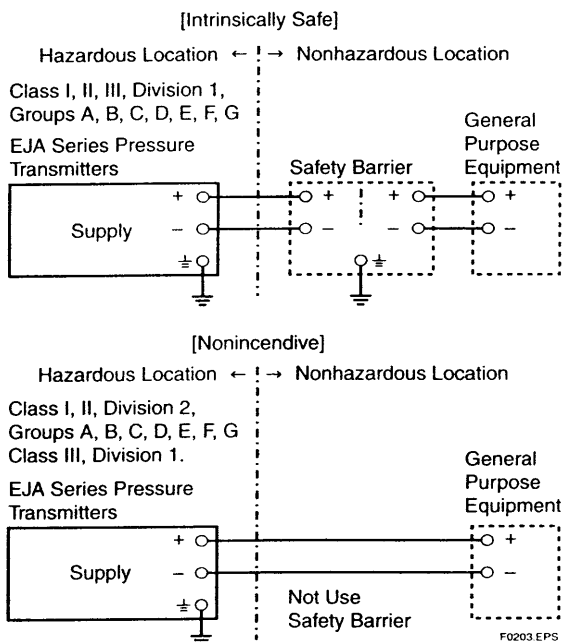 [Intrinsically Safe]
Hazardous Location ← → Nonhazardous Location
Class I, II, III, Division 1,
Groups A, B, C, D, E, F, G
EJA Series Pressure
Transmitters
Safety Barrier
General
Purpose
Equipment
Supply
+ + + +
− − − −
[Nonincendive]
Hazardous Location ← → Nonhazardous Location
Class I, II, Division 2,
Groups A, B, C, D, E, F, G
Class III, Division 1.
EJA Series Pressure
Transmitters
General
Purpose
Equipment
Supply
+ +
− −
Not Use
Safety Barrier
F0203.EPS